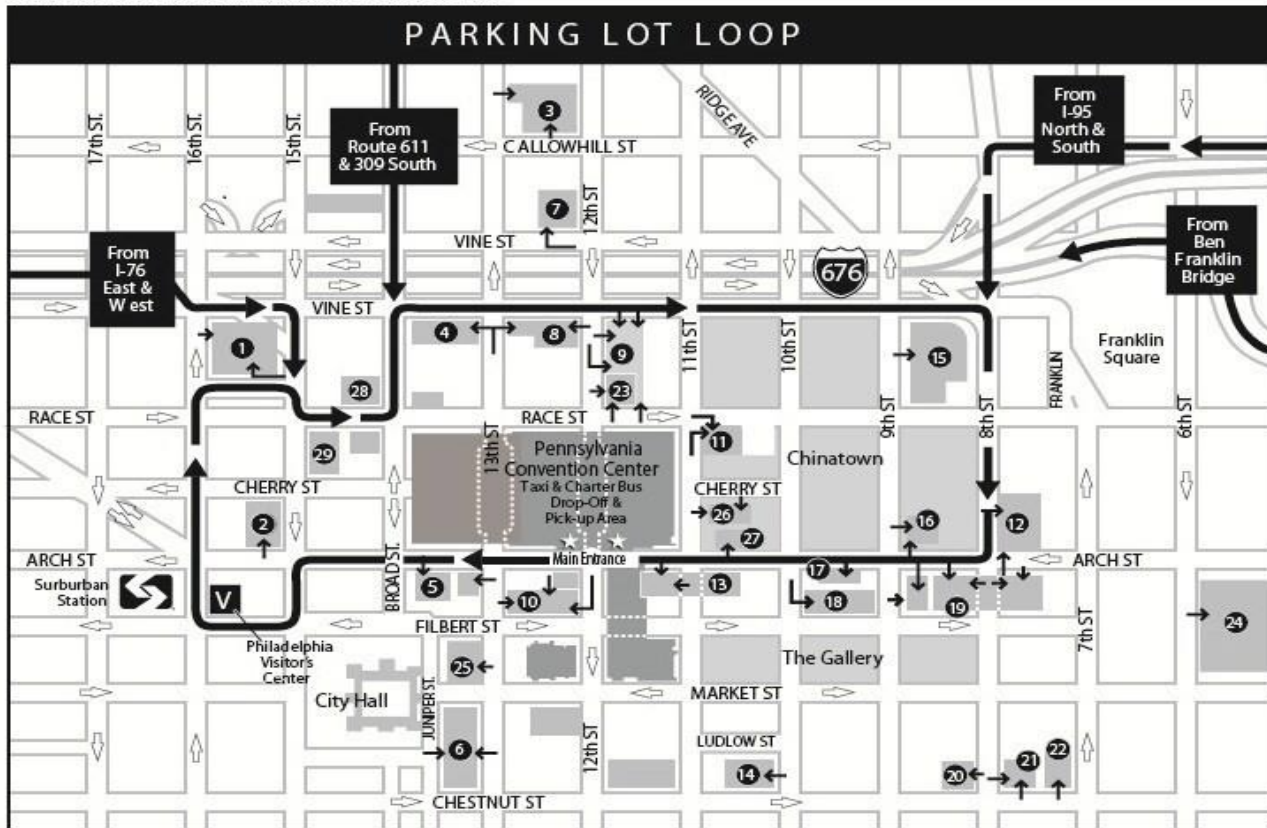 PARKING LOT LOOP
17th ST.
16th ST.
15th ST.
From
Route 611
& 309 South
3
CALLOWHILL ST
RIDGE AVE
From
I-95
North &
South
7
12th ST
VINE ST
From
I-76
East &
West
676
From
Ben
Franklin
Bridge
VINE ST
1
4
8
9
11th ST
10th ST
15
Franklin
Square
28
23
FRANKLIN
RACE ST
RACE ST
9th ST
8th ST
6th ST
29
13th ST
Pennsylvania
Convention Center
Taxi & Charter Bus
Drop-Off &
Pick-up Area
11
Chinatown
CHERRY ST
CHERRY ST
2
26
16
12
27
ARCH ST
Main Entrance
ARCH ST
Surburban
Station
V
BROAD ST.
5
10
13
17
18
19
24
FILBERT ST
7th ST
Philadelphia
Visitor's
Center
25
The Gallery
City Hall
MARKET ST
JUNIPER ST.
6
12th ST
LUDLOW ST
14
20
21
22
CHESTNUT ST